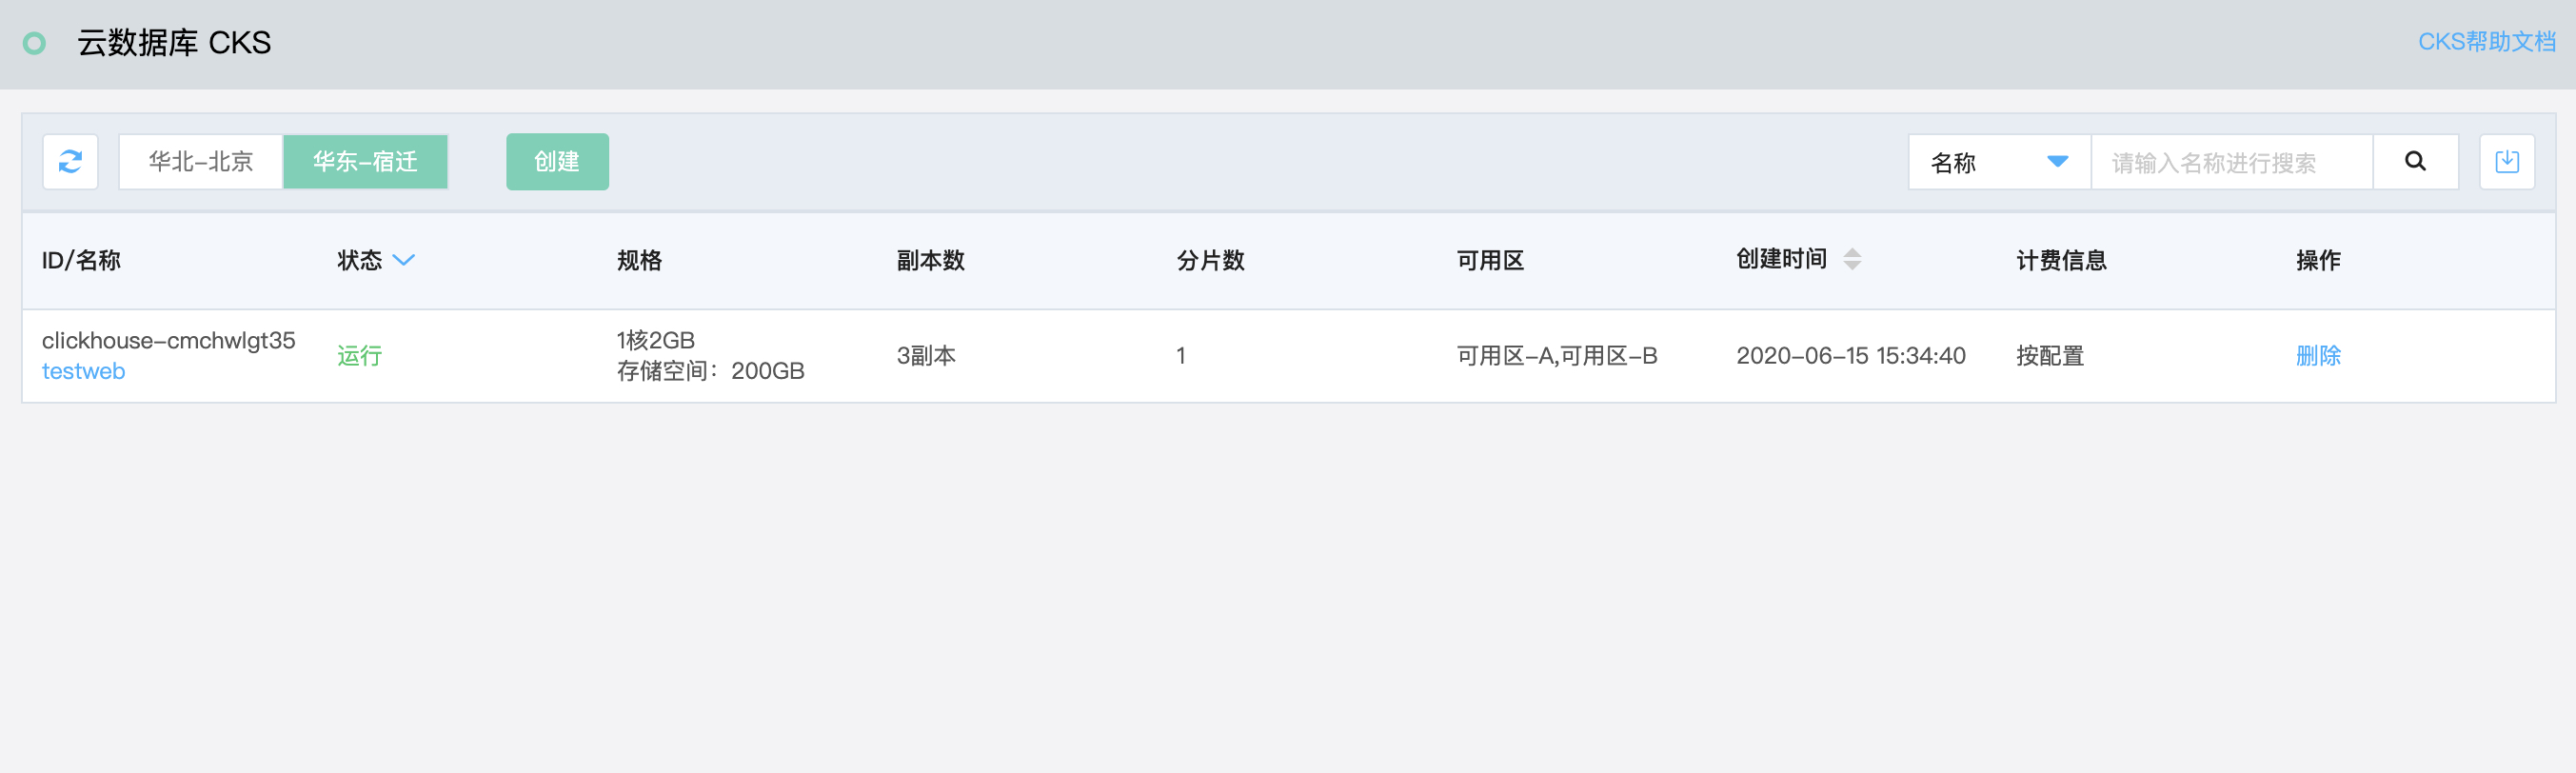 云数据库 CKS
CKS帮助文档
华北-北京
华东-宿迁
创建
名称
请输入名称进行搜索
ID/名称
状态
规格
副本数
分片数
可用区
创建时间
计费信息
操作
clickhouse-cmchwlgt35
testweb
运行
1核2GB
存储空间：200GB
3副本
1
可用区-A,可用区-B
2020-06-15 15:34:40
按配置
删除